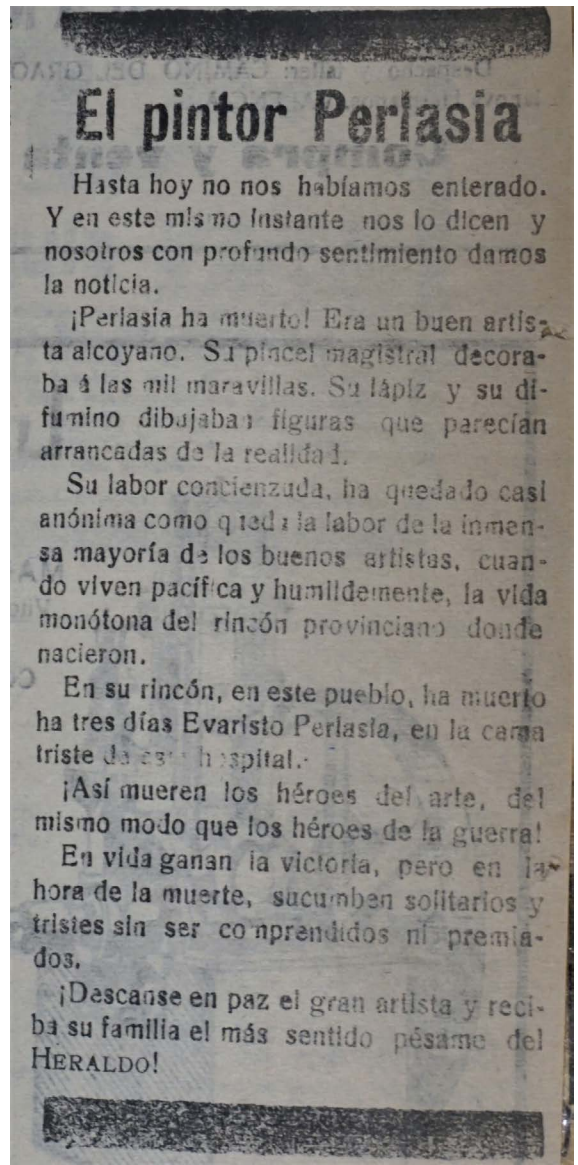 El pintor Perlasia
Hasta hoy no nos habíamos enterado.
Y en este mismo instante nos lo dicen y
nosotros con profundo sentimiento damos
la noticia.
¡Perlasia ha muerto! Era un buen artis-
ta alcoyano. Su pincel magistral decora-
ba á las mil maravillas. Su lápiz y su di-
fumino dibujaban figuras que parecían
arrancadas de la realidad.
Su labor concienzuda, ha quedado casi
anónima como queda la labor de la inmen-
sa mayoría de los buenos artistas, cuan-
do viven pacífica y humildemente, la vida
monótona del rincón provinciano donde
nacieron.
En su rincón, en este pueblo, ha muerto
ha tres días Evaristo Perlasia, en la cama
triste de este hospital.
¡Así mueren los héroes del arte, del
mismo modo que los héroes de la guerra!
En vida ganan la victoria, pero en la
hora de la muerte, sucumben solitarios y
tristes sin ser comprendidos ni premia-
dos.
¡Descanse en paz el gran artista y reci-
ba su familia el más sentido pésame del
HERALDO!